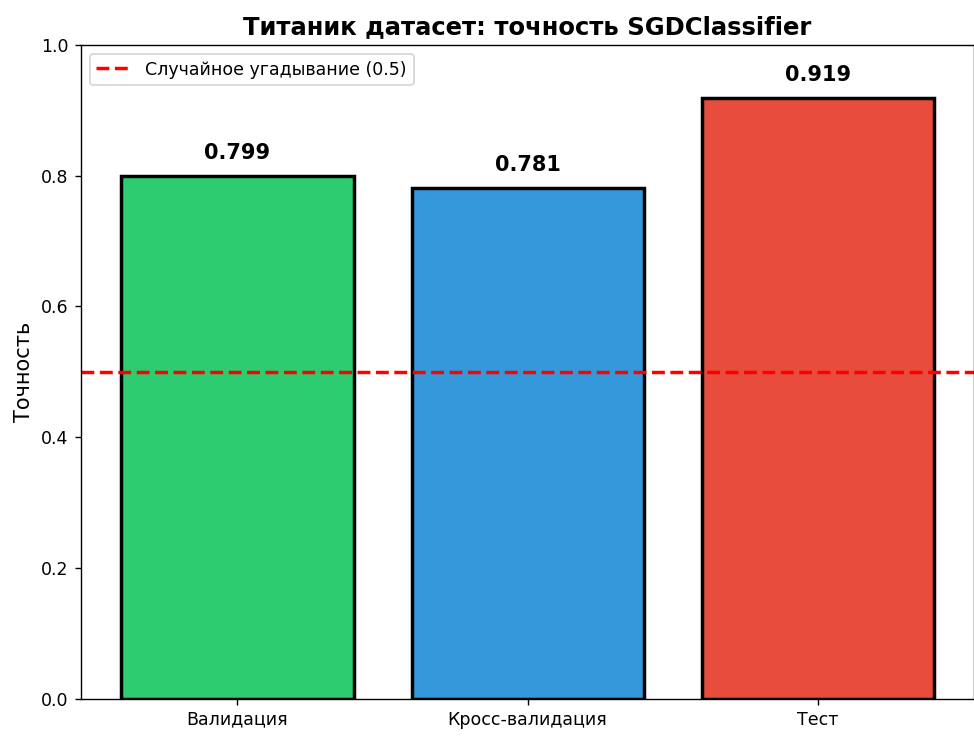 Титаник датасет: точность SGDClassifier
1.0
Случайное угадывание (0.5)
0.919
0.799
0.781
0.8
0.6
Точность
0.4
0.2
0.0
Валидация
Кросс-валидация
Тест